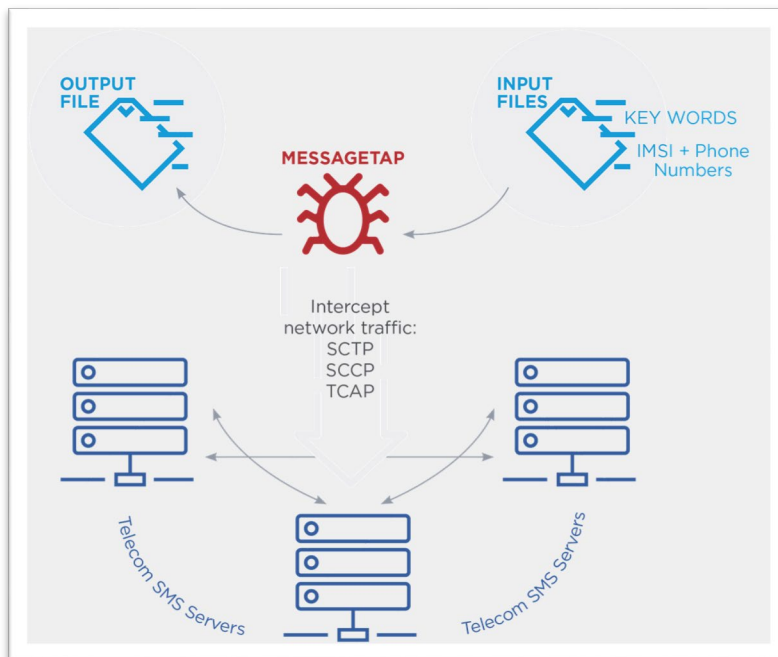 OUTPUT
FILE
INPUT
FILES
KEY WORDS
IMSI + Phone
Numbers
MESSAGETAP
Intercept
network traffic:
SCTP
SCCP
TCAP
Telecom SMS Servers
Telecom SMS Servers